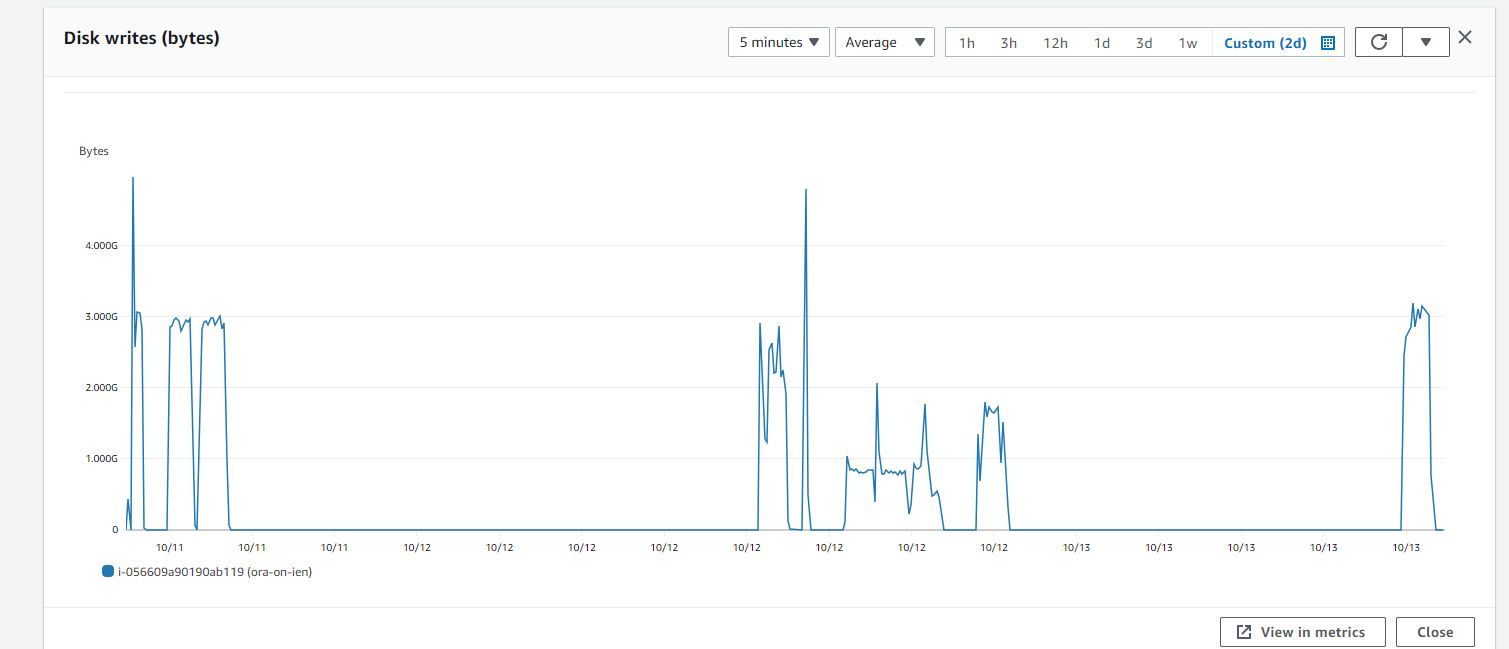 Disk writes (bytes)
5 minutes Average 1h 3h 12h 1d 3d 1w Custom (2d)
Bytes
4.000G
3.000G
2.000G
1.000G
0
10/11 10/11 10/11 10/12 10/12 10/12 10/12 10/12 10/12 10/12 10/12 10/13 10/13 10/13 10/13 10/13
i-056609a90190ab119 (ora-on-ien)
View in metrics Close